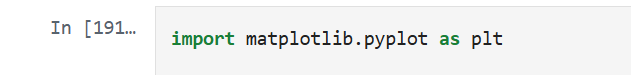 In [191…
import matplotlib.pyplot as plt